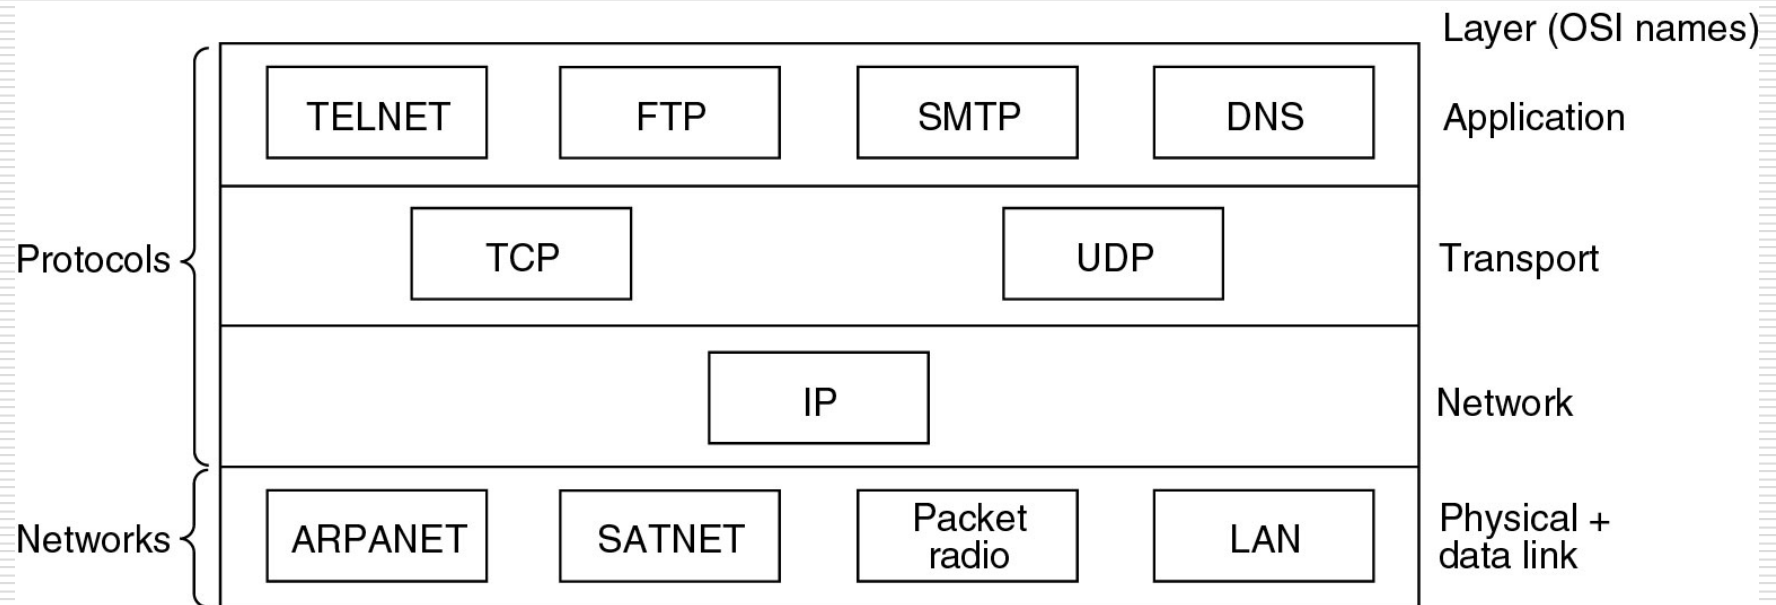 Layer (OSI names)
TELNET
FTP
SMTP
DNS
Application
Protocols
TCP
UDP
Transport
IP
Network
Networks
ARPANET
SATNET
Packet
radio
LAN
Physical +
data link